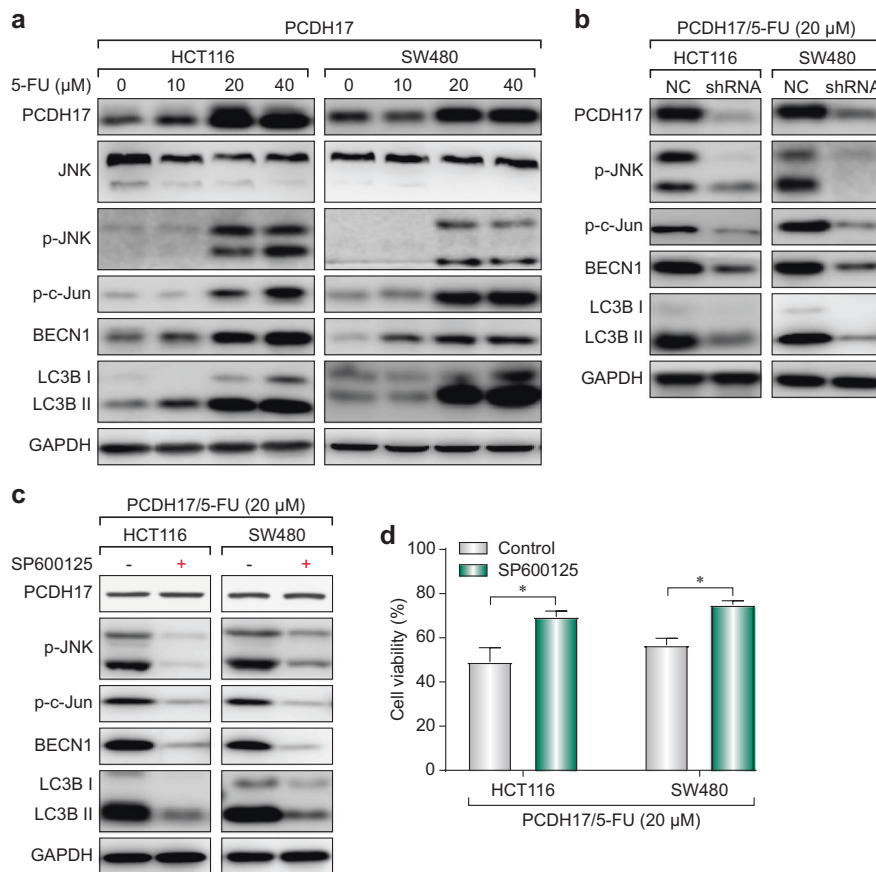 a
PCDH17
HCT116 SW480
5-FU (µM) 0 10 20 40 0 10 20 40
PCDH17
JNK
p-JNK
p-c-Jun
BECN1
LC3B I
LC3B II
GAPDH
b
PCDH17/5-FU (20 µM)
HCT116 SW480
NC shRNA NC shRNA
PCDH17
p-JNK
p-c-Jun
BECN1
LC3B I
LC3B II
GAPDH
c
PCDH17/5-FU (20 µM)
HCT116 SW480
SP600125 - + - +
PCDH17
p-JNK
p-c-Jun
BECN1
LC3B I
LC3B II
GAPDH
d
Control
SP600125
Cell viability (%)
100
80
60
40
20
0
* *
HCT116 SW480
PCDH17/5-FU (20 µM)